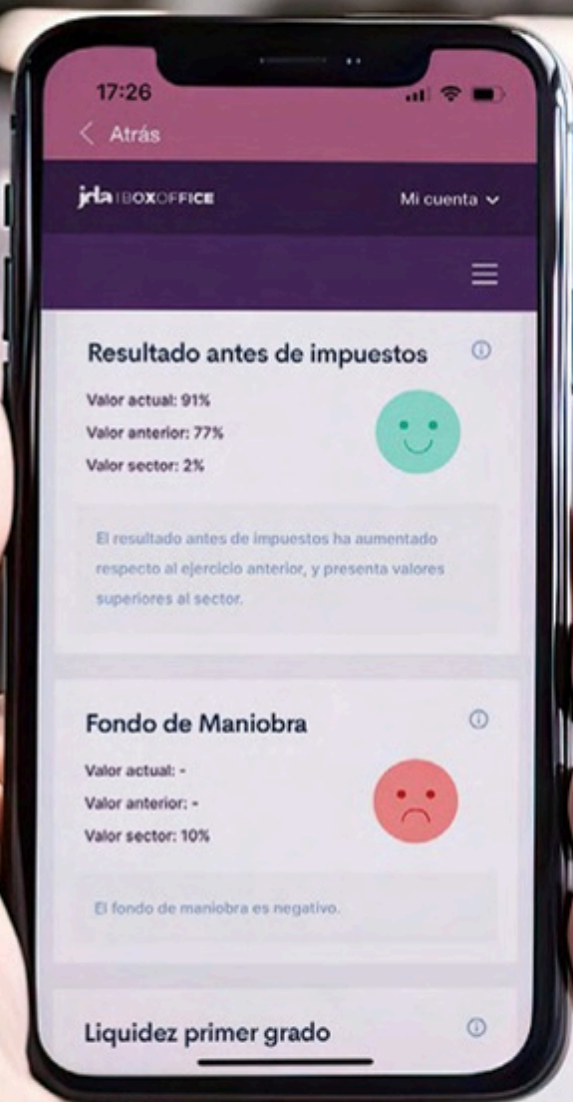 17:26
Atrás
jda IBOXOFFICE
Mi cuenta
Resultado antes de impuestos
Valor actual: 91%
Valor anterior: 77%
Valor sector: 2%
El resultado antes de impuestos ha aumentado
respecto al ejercicio anterior, y presenta valores
superiores al sector.
Fondo de Maniobra
Valor actual: -
Valor anterior: -
Valor sector: 10%
El fondo de maniobra es negativo.
Liquidez primer grado